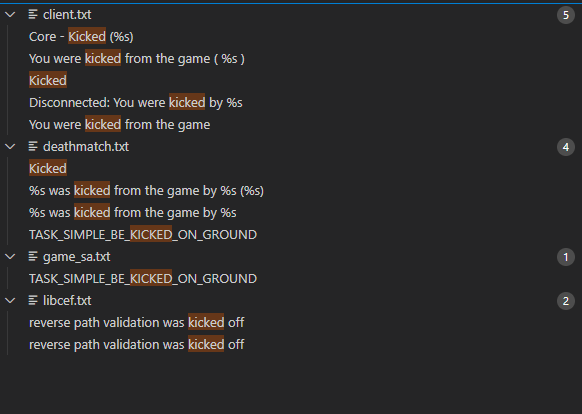 client.txt 5
Core - Kicked (%s)
You were kicked from the game ( %s )
Kicked
Disconnected: You were kicked by %s
You were kicked from the game
deathmatch.txt 4
Kicked
%s was kicked from the game by %s (%s)
%s was kicked from the game by %s
TASK_SIMPLE_BE_KICKED_ON_GROUND
game_sa.txt 1
TASK_SIMPLE_BE_KICKED_ON_GROUND
libcef.txt 2
reverse path validation was kicked off
reverse path validation was kicked off